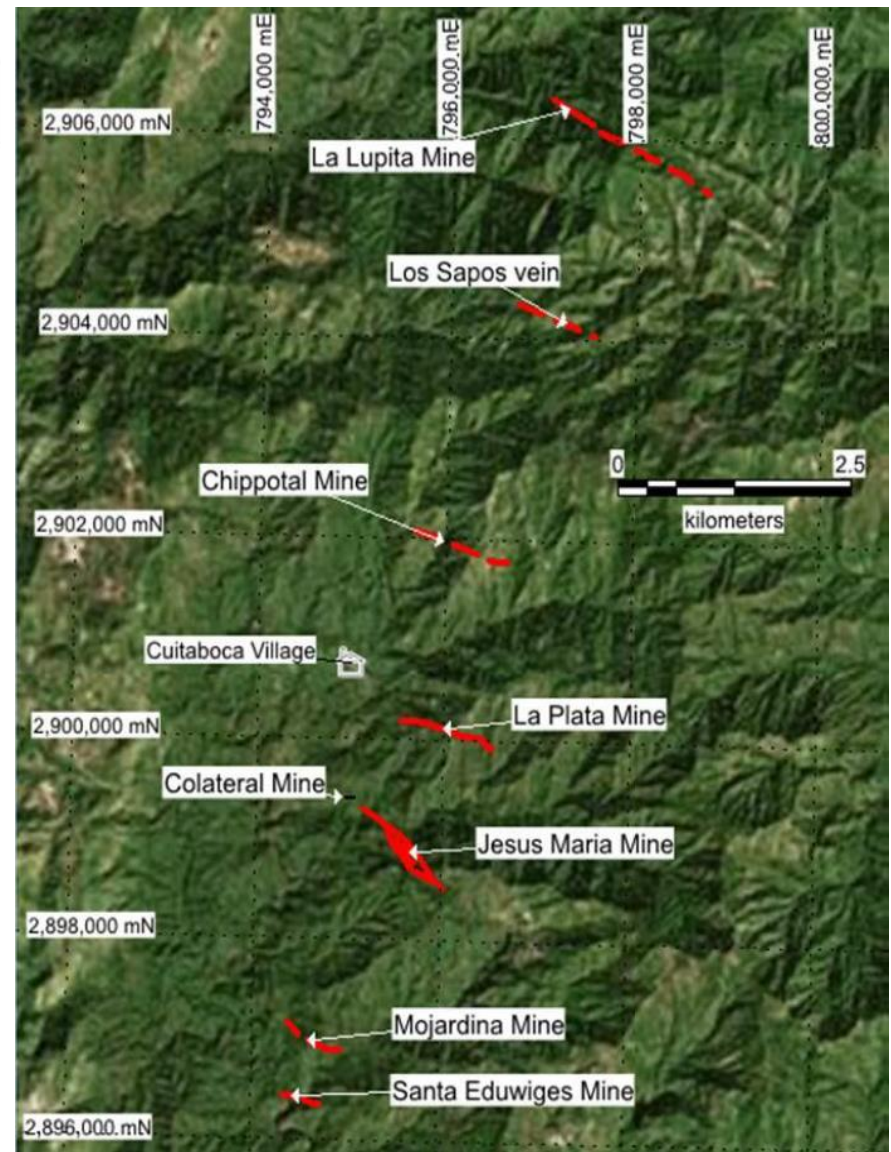 794,000 mE
796,000 mE
798,000 mE
800,000 mE
2,906,000 mN
La Lupita Mine
Los Sapos vein
2,904,000 mN
0 2.5
kilometers
Chippotal Mine
2,902,000 mN
Cuitaboca Village
La Plata Mine
2,900,000 mN
Colateral Mine
Jesus Maria Mine
2,898,000 mN
Mojardina Mine
Santa Eduwiges Mine
2,896,000 mN